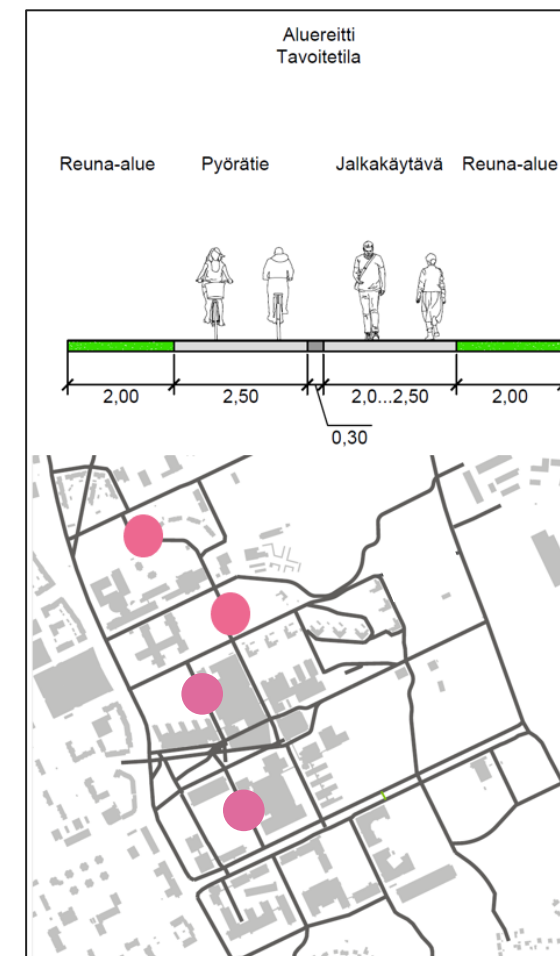 Aluereitti
Tavoitetila
Reuna-alue Pyörätie Jalkakäytävä Reuna-alue
2,00 2,50 2,0...2,50 2,00
0,30